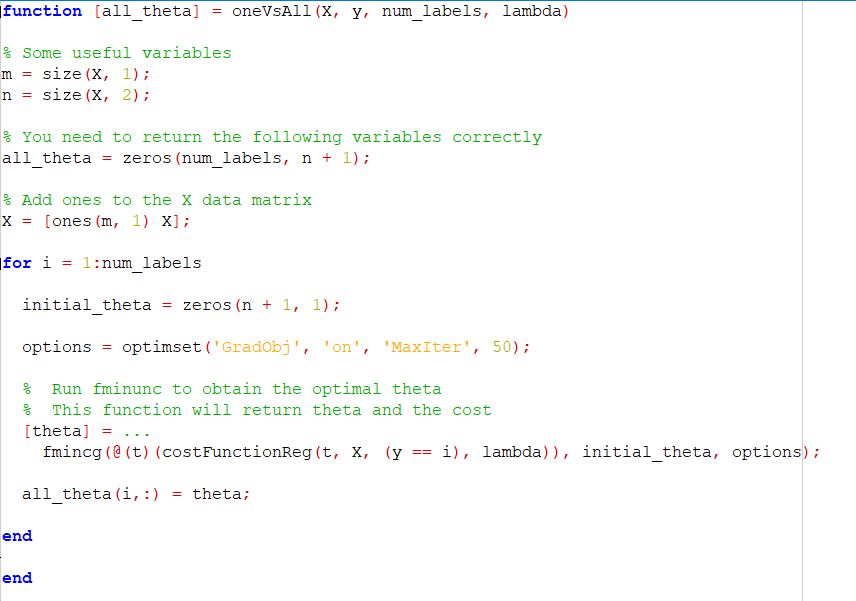 function [all_theta] = oneVsAll(X, y, num_labels, lambda)
% Some useful variables
m = size(X, 1);
n = size(X, 2);
% You need to return the following variables correctly
all_theta = zeros(num_labels, n + 1);
% Add ones to the X data matrix
X = [ones(m, 1) X];
for i = 1:num_labels
initial_theta = zeros(n + 1, 1);
options = optimset('GradObj', 'on', 'MaxIter', 50);
%  Run fminunc to obtain the optimal theta
%  This function will return theta and the cost
[theta] = ...
fmincg(@(t)(costFunctionReg(t, X, (y == i), lambda)), initial_theta, options);
all_theta(i,:) = theta;
end
end